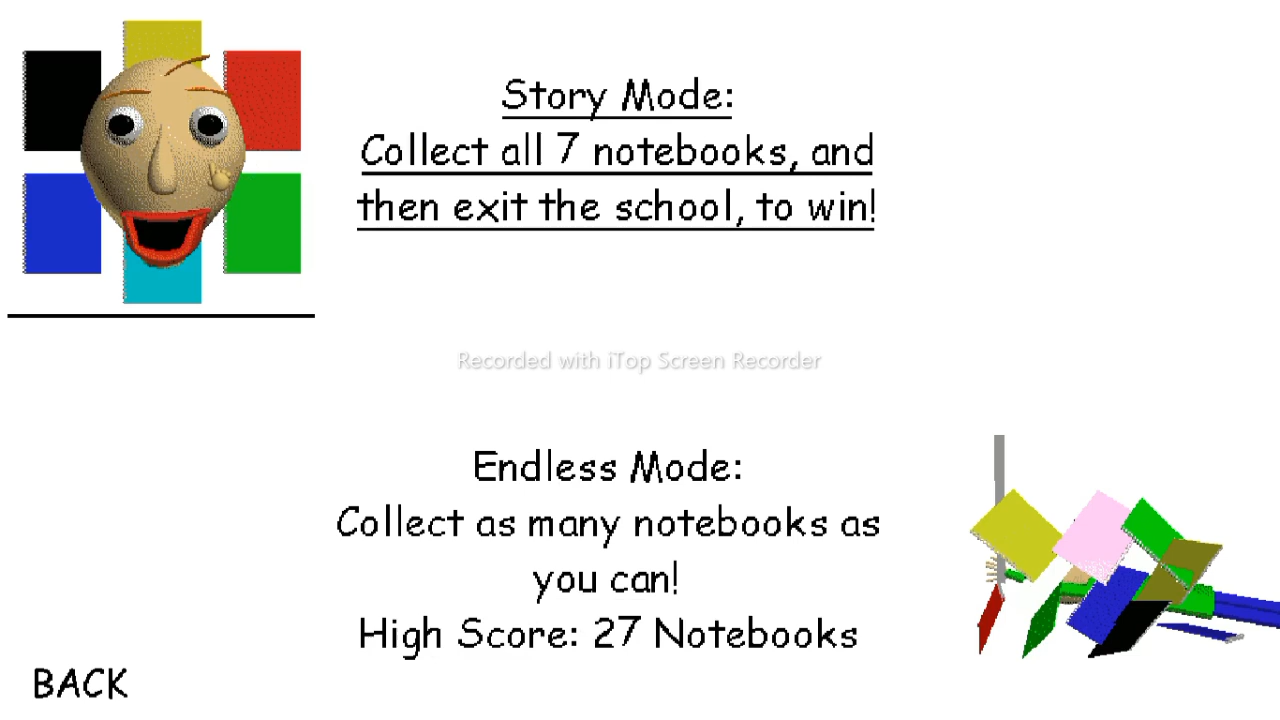 Story Mode:
Collect all 7 notebooks, and
then exit the school, to win!
Recorded with iTop Screen Recorder
Endless Mode:
Collect as many notebooks as
you can!
High Score: 27 Notebooks
BACK